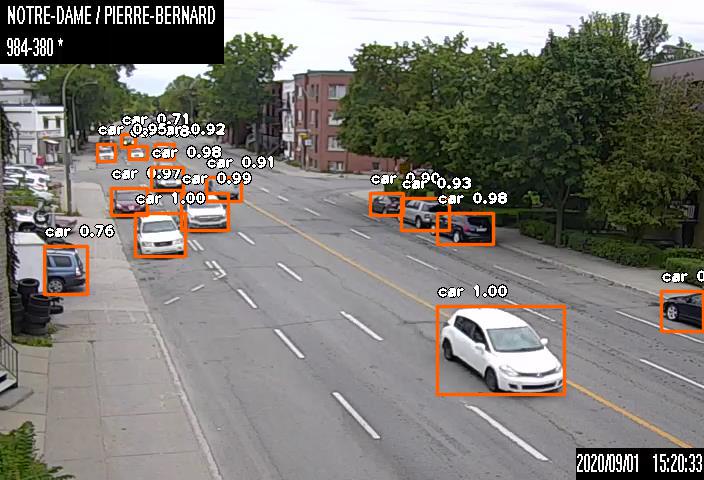 NOTRE-DAME / PIERRE-BERNARD
984-380 *
car 0.71
car 0.95
0.92
car 0.98
car 0.91
car 0.97
0.99
car 1.00
car 0.90
car 0.93
car 0.98
car 0.76
car 1.00
car 0
2020/09/01 15:20:33